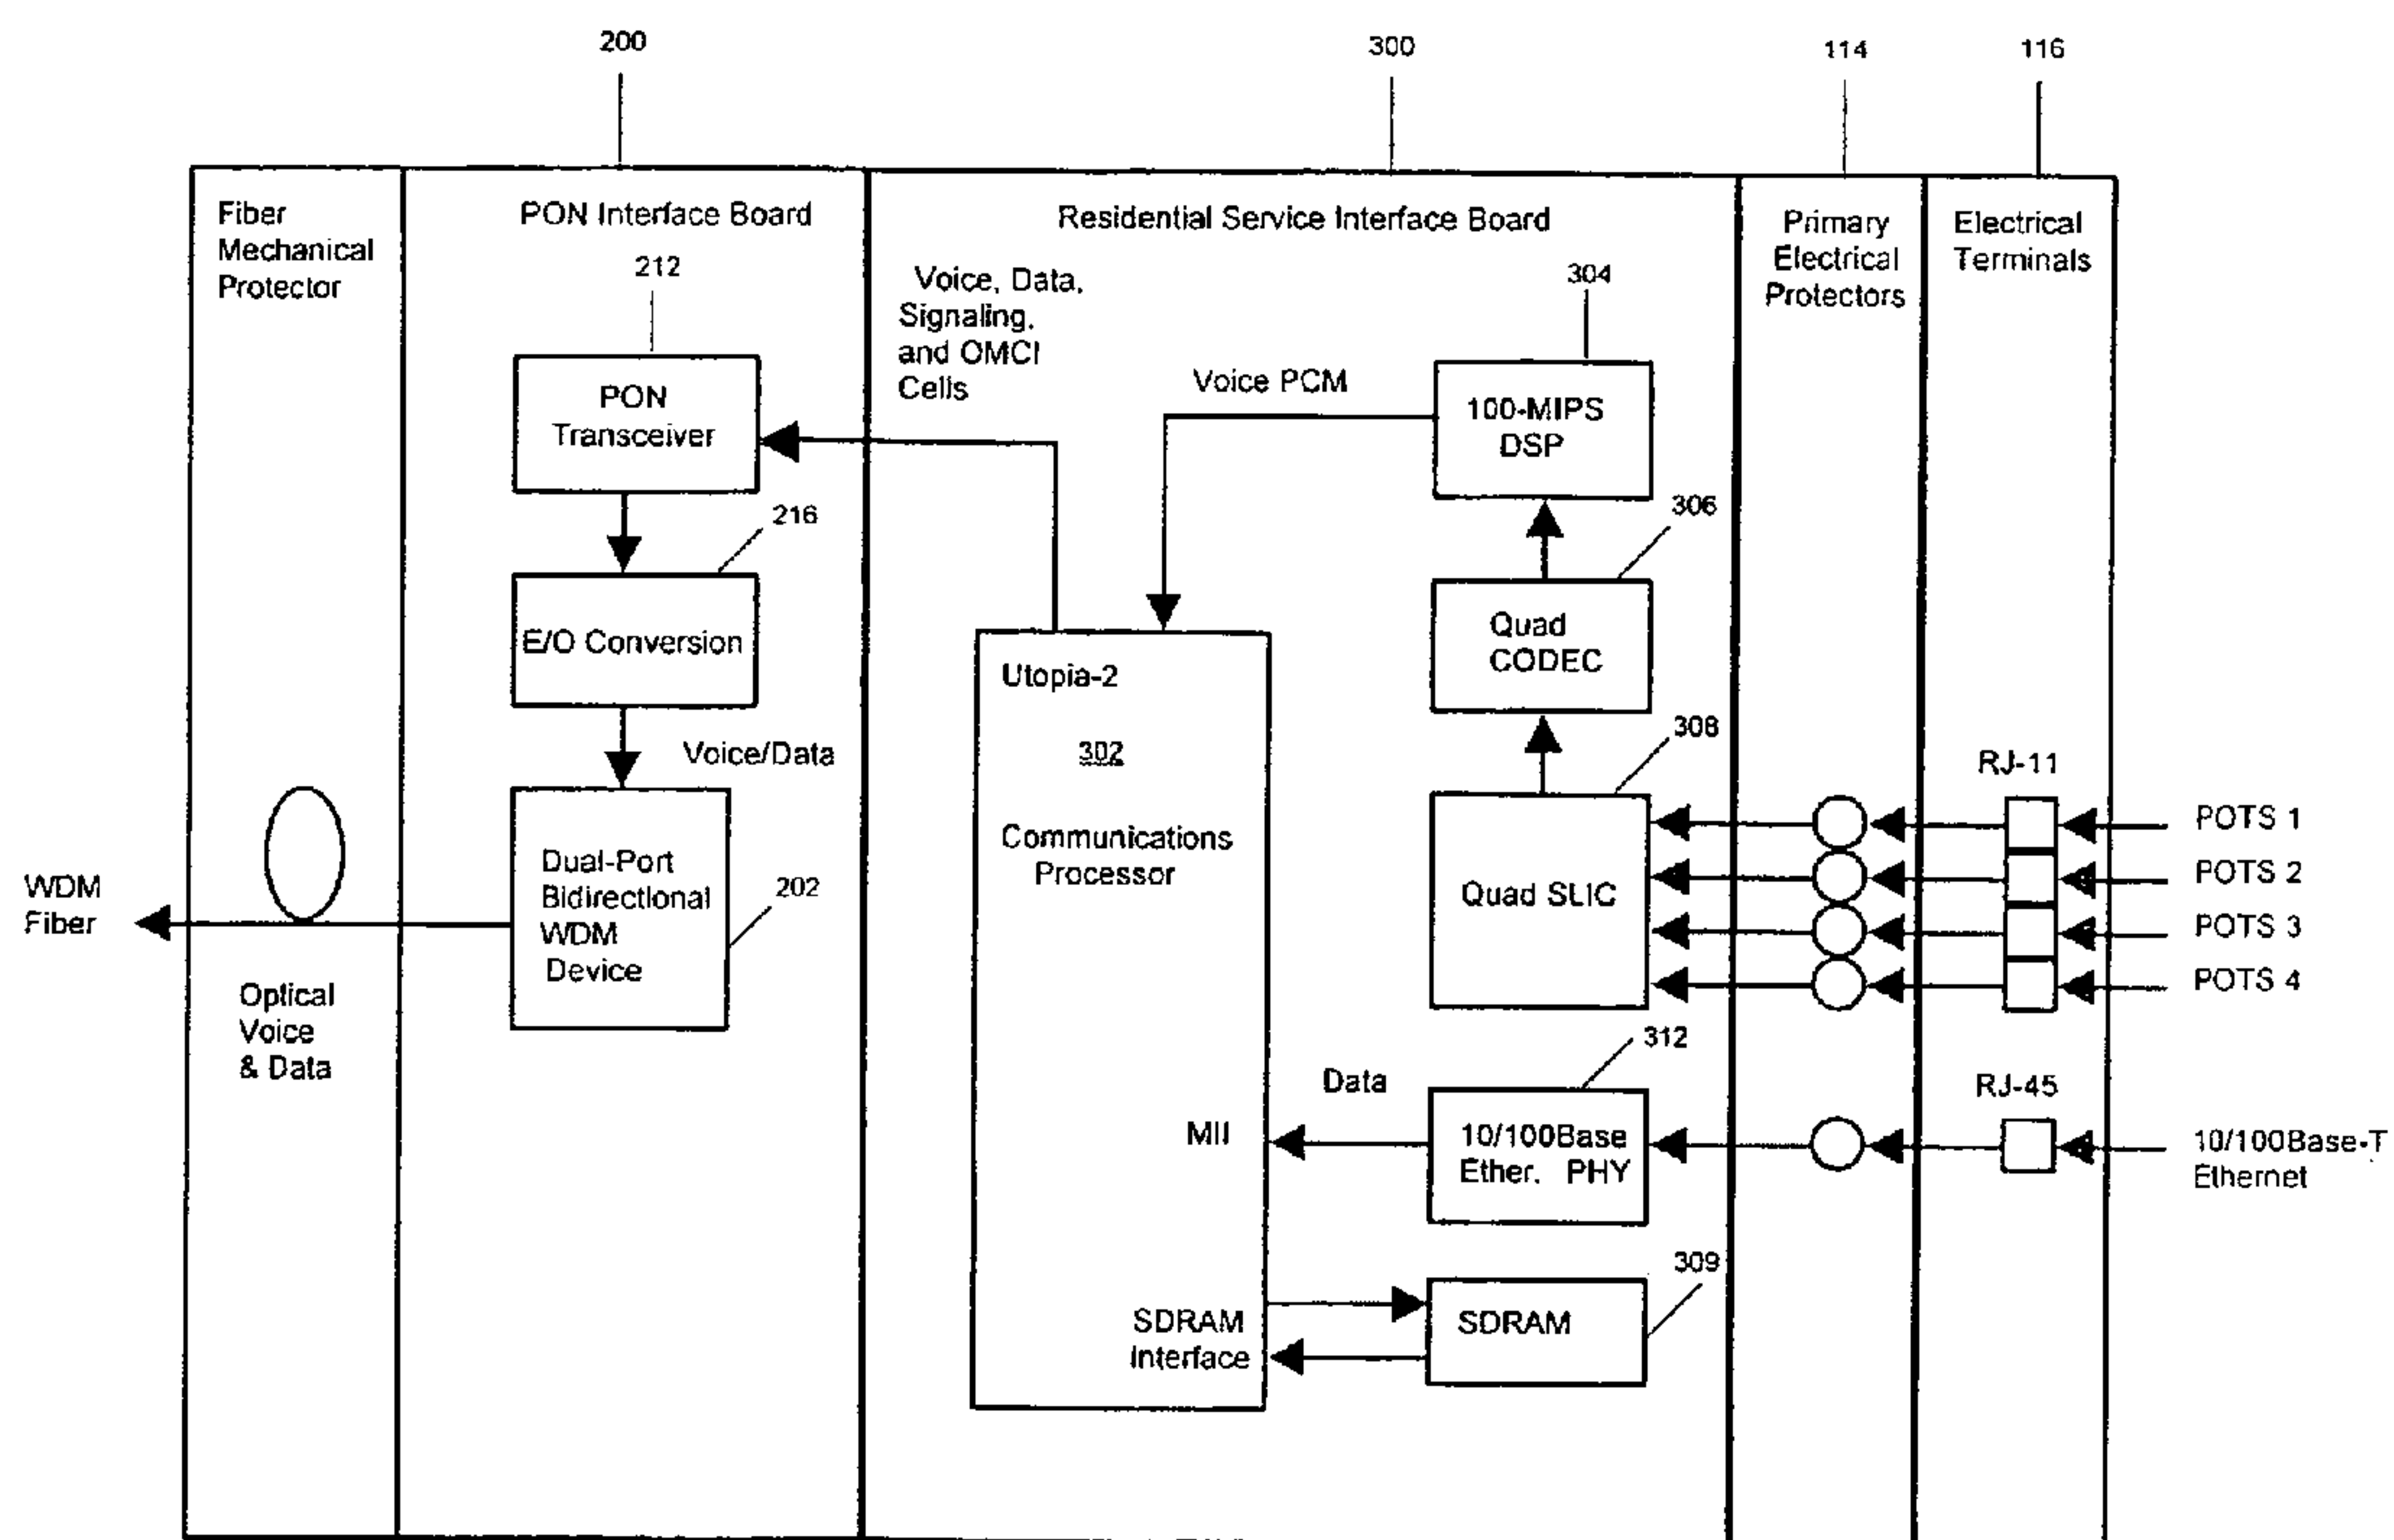 200
300
114
116
Fiber
Mechanical
Protector
PON Interface Board
212
PON
Transceiver
216
E/O Conversion
Voice/Data
Dual-Port
Bidirectional
WDM
Device
202
WDM
Fiber
Optical
Voice
& Data
Residential Service Interface Board
Voice, Data,
Signaling,
and OMCI
Cells
Voice PCM
304
100-MIPS
DSP
306
Quad
CODEC
308
Quad SLIC
Utopia-2
302
Communications
Processor
MII
Data
312
10/100Base
Ether. PHY
SDRAM
Interface
309
SDRAM
Primary
Electrical
Protectors
Electrical
Terminals
RJ-11
POTS 1
POTS 2
POTS 3
POTS 4
RJ-45
10/100Base-T
Ethernet